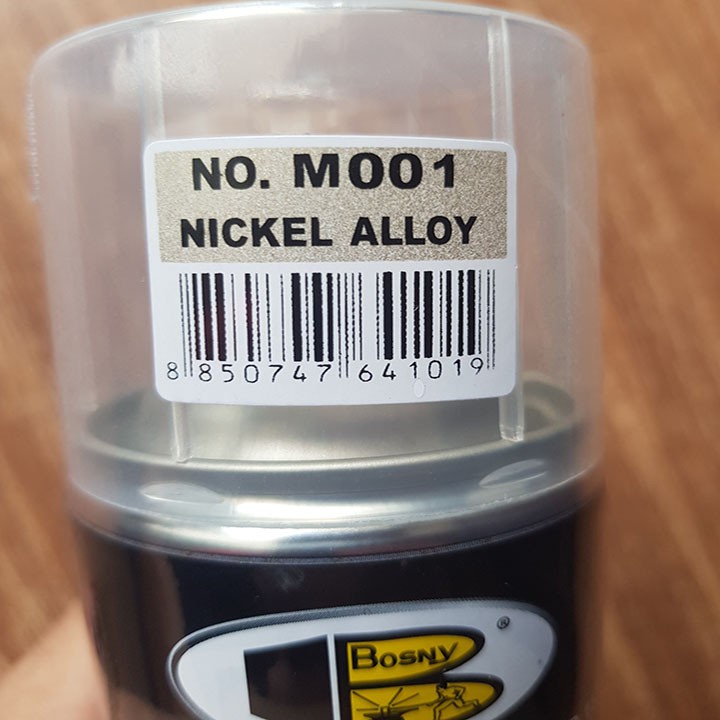 NO. M001
NICKEL ALLOY
8 850747 641019
BOSNY
®